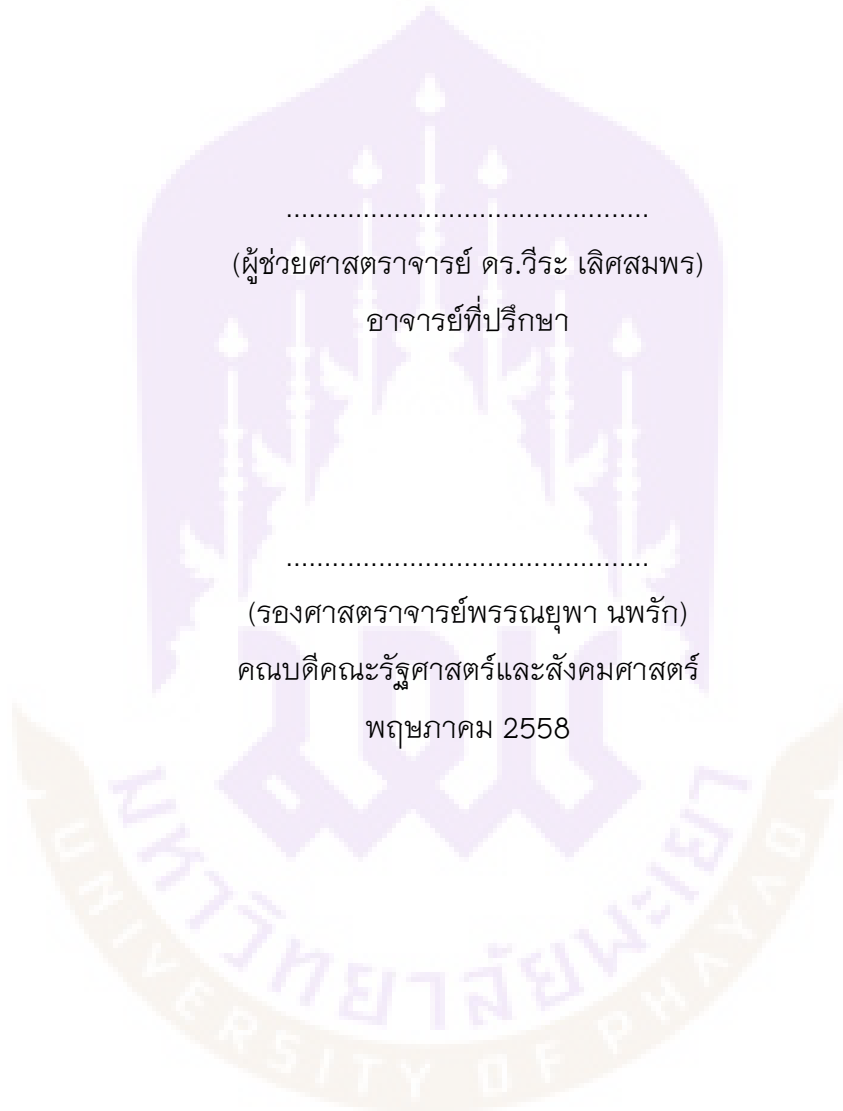 ................................................
(ผู้ช่วยศาสตราจารย์ ดร.วีระ เลิศสมพร)
อาจารย์ที่ปรึกษา
................................................
(รองศาสตราจารย์พรรณยุพา นพรัก)
คณบดีคณะรัฐศาสตร์และสังคมศาสตร์
พฤษภาคม 2558
มหาวิทยาลัยพะเยา
UNIVERSITY OF PHAYAO